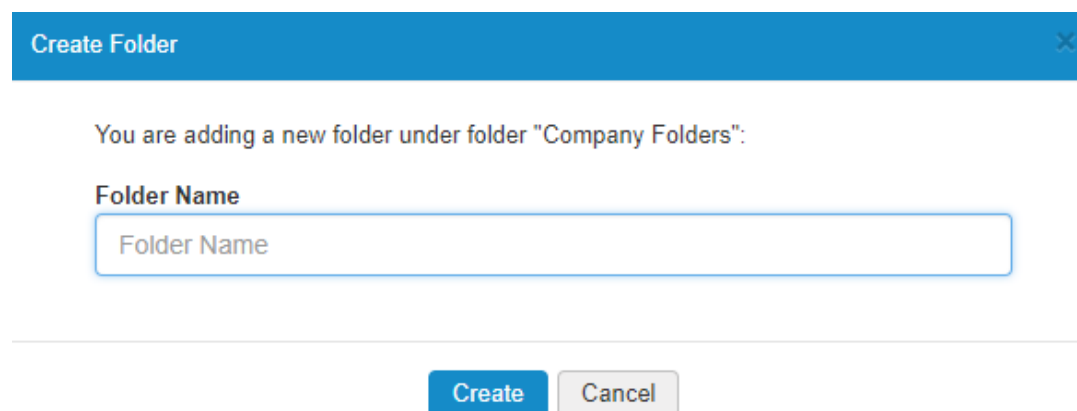 Create Folder
You are adding a new folder under folder "Company Folders":
Folder Name
Folder Name
Create Cancel